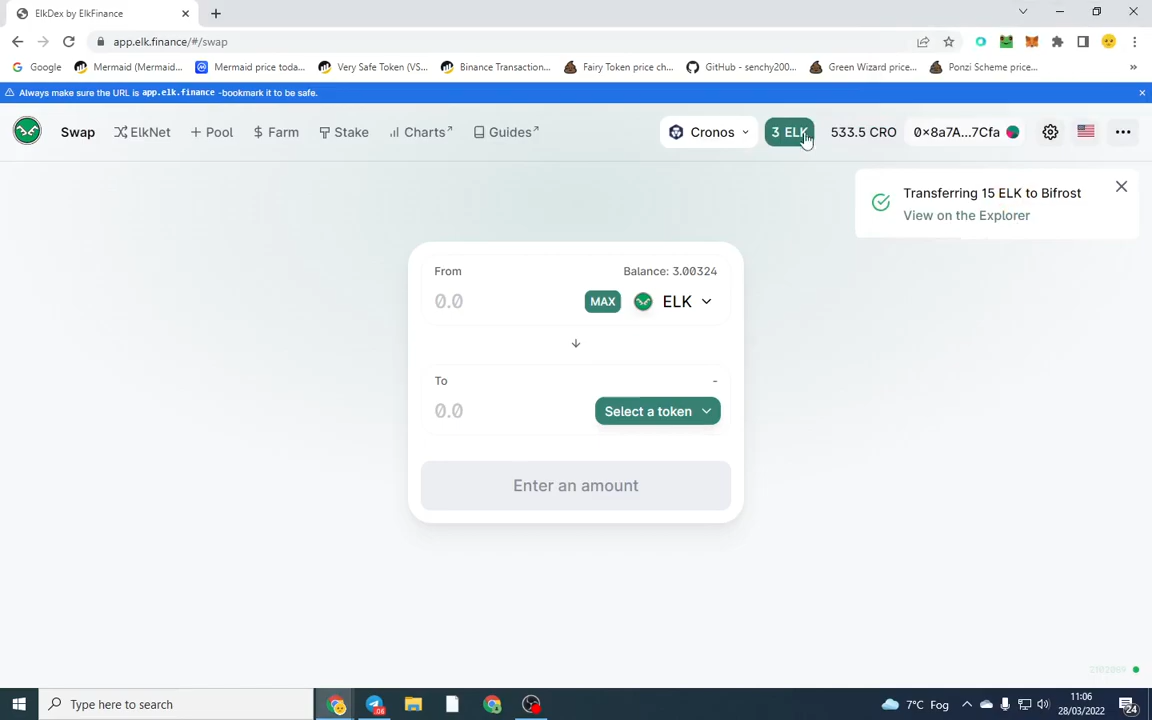 ElkDex by ElkFinance
app.elk.finance/#/swap
Google
Mermaid (Mermaid...
Mermaid price toda...
Very Safe Token (VS...
Binance Transaction...
Fairy Token price ch...
GitHub - senchy200...
Green Wizard price...
Ponzi Scheme price...
»
Always make sure the URL is app.elk.finance -bookmark it to be safe.
Swap
ElkNet
+ Pool
$ Farm
Stake
Charts↗
Guides↗
Cronos
3 ELK
533.5 CRO
0×8a7A...7Cfa
Transferring 15 ELK to Bifrost
View on the Explorer
From
Balance: 3.00324
0.0
MAX
ELK
To
-
0.0
Select a token
Enter an amount
2102069
Type here to search
.06
7°C Fog
11:06
28/03/2022
24